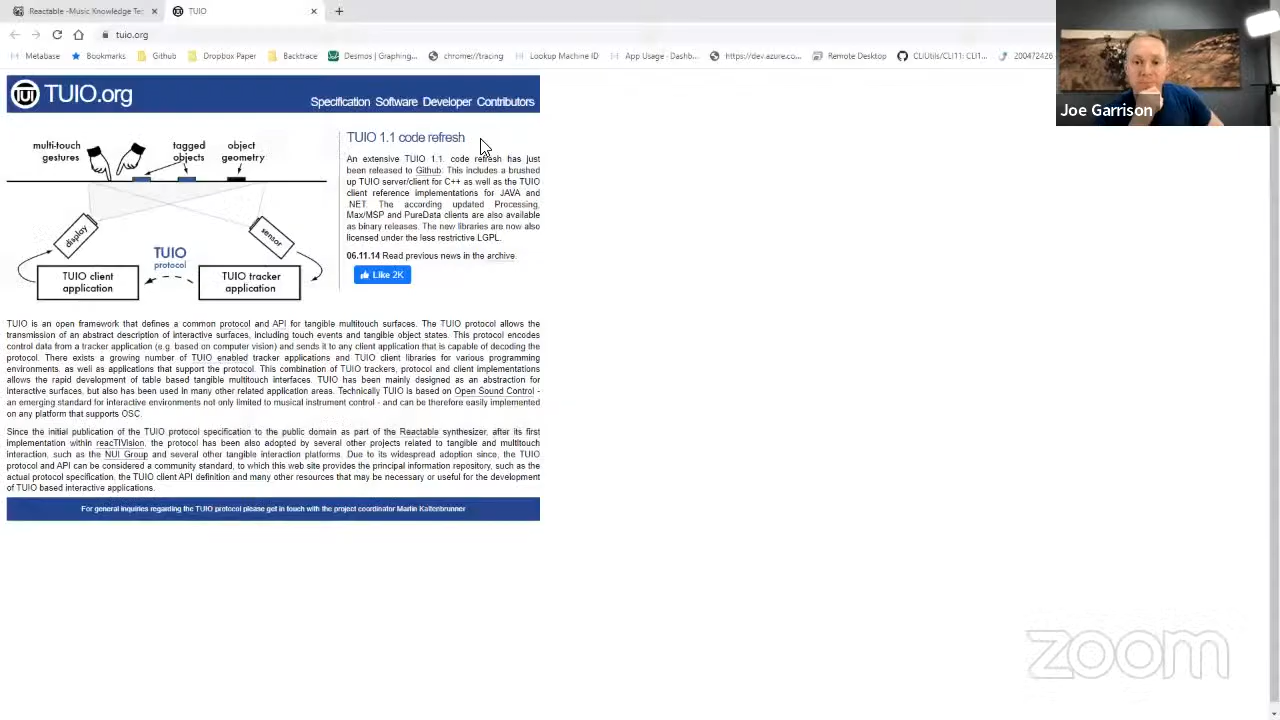 Reactable -Music Knowledge Te
TUIO
tuio.org
Metabase
Bookmarks
Github
Dropbox Paper
Backtrace
Desmos | Graphing...
chrome://tracing
Lookup Machine ID
App Usage - Dashb...
https://dev.azure.co...
Remote Desktop
CLIUtils/CLI11: CLI1...
200472426
Joe Garrison
TUIO.org
Specification Software Developer Contributors
multi-touch gestures
tagged objects
object geometry
display
sensor
TUIO protocol
TUIO client application
TUIO tracker application
TUIO 1.1 code refresh
An extensive TUIO 1.1. code refresh has just
been released to Github: This includes a brushed
up TUIO server/client for C++ as well as the TUIO
client reference implementations for JAVA and
.NET. The according updated Processing,
Max/MSP and PureData clients are also available
as binary releases. The new libraries are now also
licensed under the less restrictive LGPL.
06.11.14 Read previous news in the archive.
Like 2K
TUIO is an open framework that defines a common protocol and API for tangible multitouch surfaces. The TUIO protocol allows the
transmission of an abstract description of interactive surfaces, including touch events and tangible object states. This protocol encodes
control data from a tracker application (e.g. based on computer vision) and sends it to any client application that is capable of decoding the
protocol. There exists a growing number of TUIO enabled tracker applications and TUIO client libraries for various programming
environments, as well as applications that support the protocol. This combination of TUIO trackers, protocol and client implementations
allows the rapid development of table based tangible multitouch interfaces. TUIO has been mainly designed as an abstraction for
interactive surfaces, but also has been used in many other related application areas. Technically TUIO is based on Open Sound Control -
an emerging standard for interactive environments not only limited to musical instrument control - and can be therefore easily implemented
on any platform that supports OSC.
Since the initial publication of the TUIO protocol specification to the public domain as part of the Reactable synthesizer, after its first
implementation within reacTIVision, the protocol has been also adopted by several other projects related to tangible and multitouch
interaction, such as the NUI Group and several other tangible interaction platforms. Due to its widespread adoption since, the TUIO
protocol and API can be considered a community standard, to which this web site provides the principal information repository, such as the
actual protocol specification, the TUIO client API definition and many other resources that may be necessary or useful for the development
of TUIO based interactive applications.
For general inquiries regarding the TUIO protocol please get in touch with the project coordinator Martin Kaltenbrunner
zoom